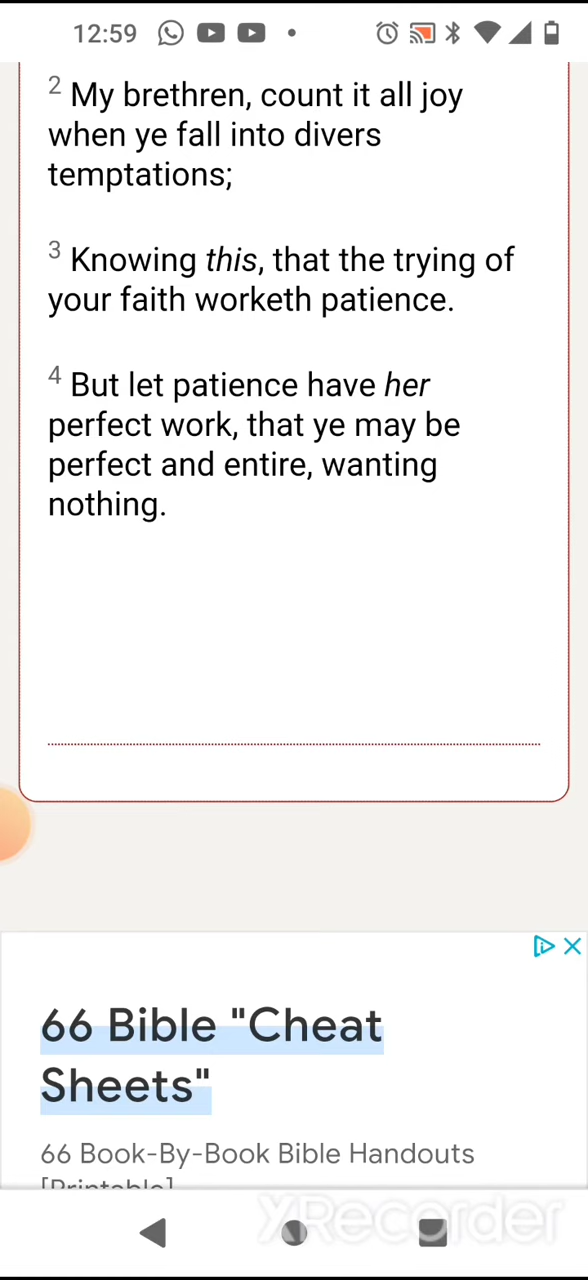 12:59
2 My brethren, count it all joy
when ye fall into divers
temptations;
3 Knowing this, that the trying of
your faith worketh patience.
4 But let patience have her
perfect work, that ye may be
perfect and entire, wanting
nothing.
66 Bible "Cheat
Sheets"
66 Book-By-Book Bible Handouts
[Printable]
XRecorder